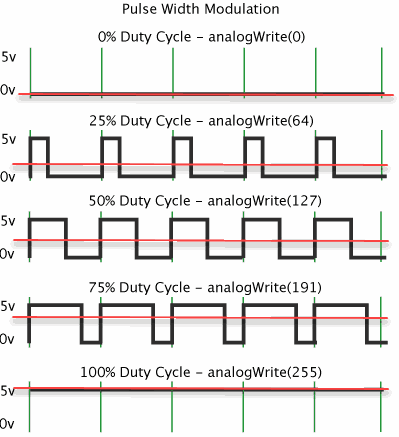 Pulse Width Modulation
0% Duty Cycle – analogWrite(0)
5v
0v
25% Duty Cycle – analogWrite(64)
5v
0v
50% Duty Cycle – analogWrite(127)
5v
0v
75% Duty Cycle – analogWrite(191)
5v
0v
100% Duty Cycle – analogWrite(255)
5v
0v